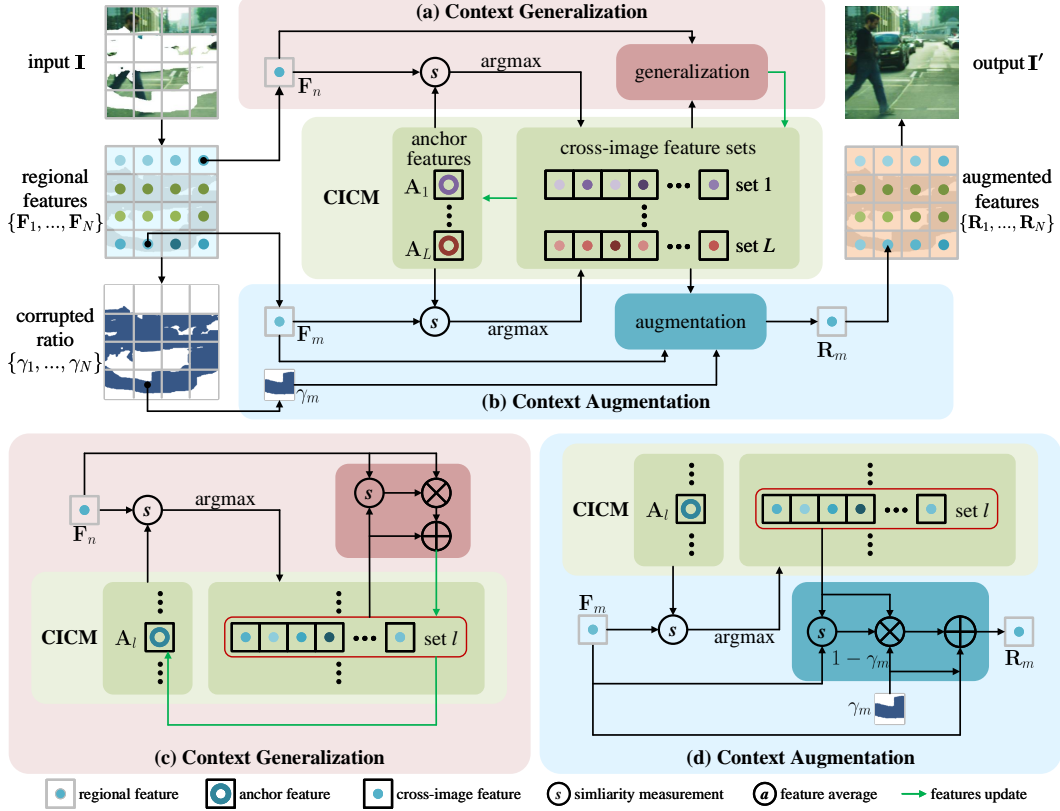 (a) Context Generalization
input I
F_n
s
argmax
generalization
output I′
regional
features
{F_1, ..., F_N}
CICM
anchor
features
A_1
A_L
cross-image feature sets
set 1
set L
augmented
features
{R_1, ..., R_N}
corrupted
ratio
{γ_1, ..., γ_N}
F_m
s
argmax
augmentation
R_m
γ_m
(b) Context Augmentation
F_n
s
argmax
s
CICM
A_l
set l
(c) Context Generalization
CICM
A_l
set l
F_m
s
argmax
s
1 − γ_m
R_m
γ_m
(d) Context Augmentation
regional feature
anchor feature
cross-image feature
s simliarity measurement
a feature average
features update